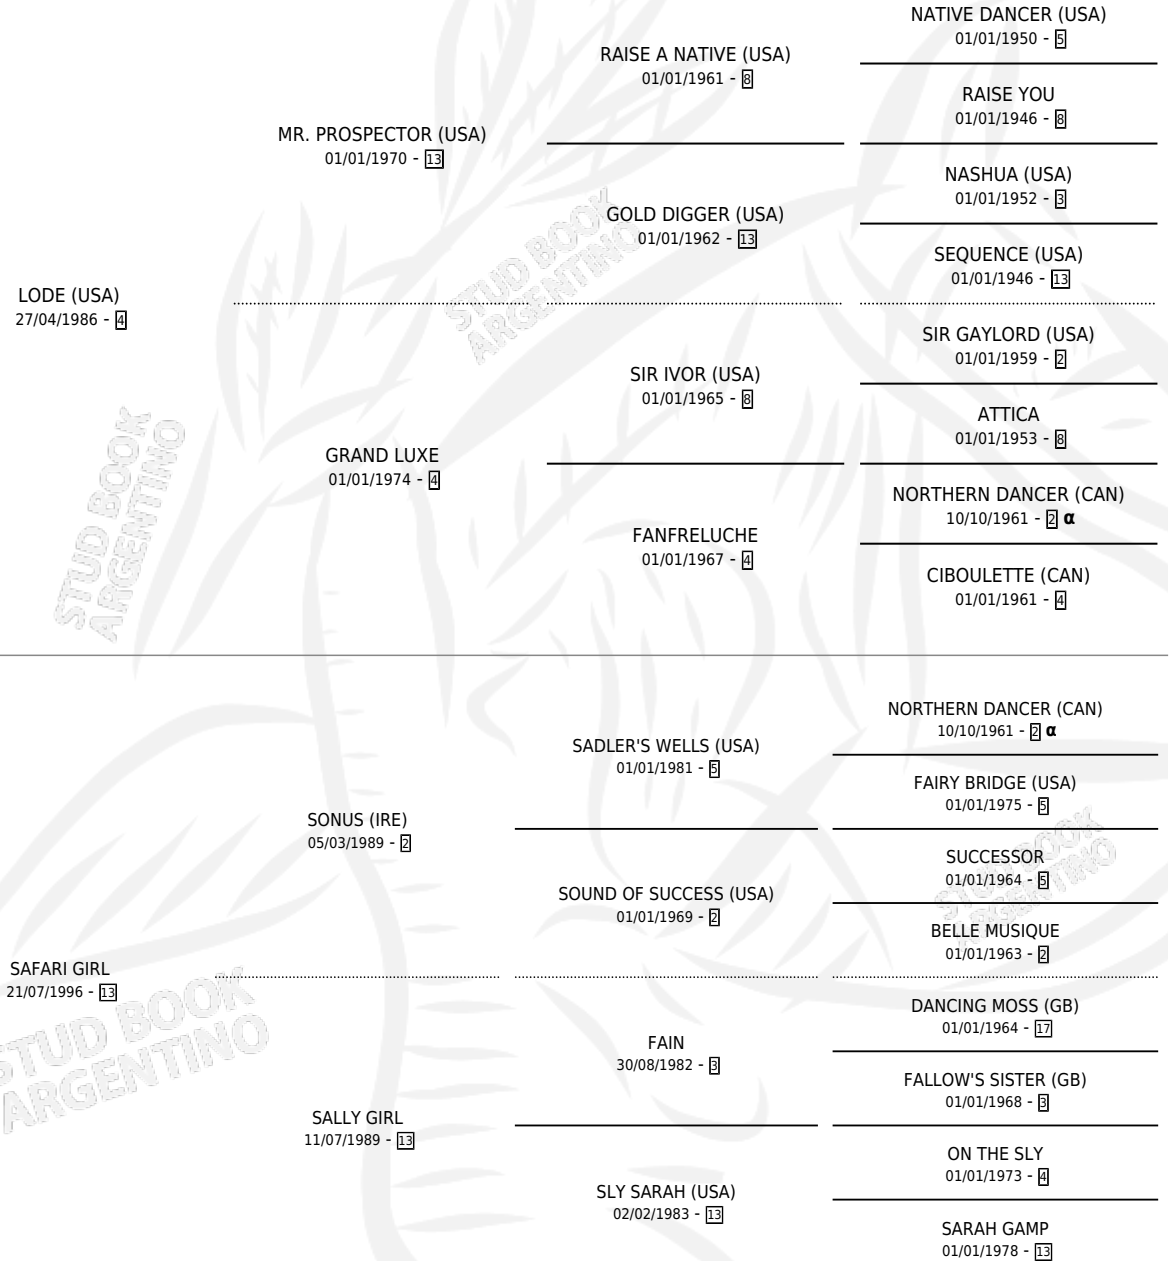 NATIVE DANCER (USA)
01/01/1950 - 5
RAISE A NATIVE (USA)
01/01/1961 - 8
RAISE YOU
01/01/1946 - 8
MR. PROSPECTOR (USA)
01/01/1970 - 13
NASHUA (USA)
01/01/1952 - 3
GOLD DIGGER (USA)
01/01/1962 - 13
SEQUENCE (USA)
01/01/1946 - 13
LODE (USA)
27/04/1986 - 4
SIR GAYLORD (USA)
01/01/1959 - 2
SIR IVOR (USA)
01/01/1965 - 8
ATTICA
01/01/1953 - 8
GRAND LUXE
01/01/1974 - 4
NORTHERN DANCER (CAN)
10/10/1961 - 2 α
FANFRELUCHE
01/01/1967 - 4
CIBOULETTE (CAN)
01/01/1961 - 4
NORTHERN DANCER (CAN)
10/10/1961 - 2 α
SADLER'S WELLS (USA)
01/01/1981 - 5
FAIRY BRIDGE (USA)
01/01/1975 - 5
SONUS (IRE)
05/03/1989 - 2
SUCCESSOR
01/01/1964 - 5
SOUND OF SUCCESS (USA)
01/01/1969 - 2
BELLE MUSIQUE
01/01/1963 - 2
SAFARI GIRL
21/07/1996 - 13
DANCING MOSS (GB)
01/01/1964 - 17
FAIN
30/08/1982 - 3
FALLOW'S SISTER (GB)
01/01/1968 - 3
SALLY GIRL
11/07/1989 - 13
ON THE SLY
01/01/1973 - 4
SLY SARAH (USA)
02/02/1983 - 13
SARAH GAMP
01/01/1978 - 13
STUD BOOK
ARGENTINO
STUD BOOK
ARGENTINO
STUD BOOK
ARGENTINO
STUD BOOK
ARGENTINO